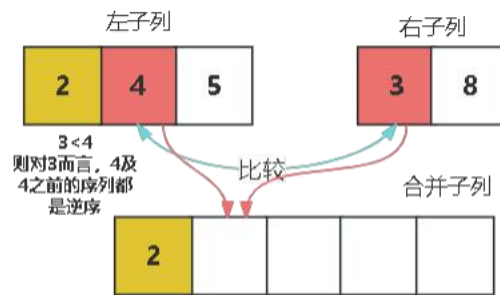 左子列
右子列
2 4 5
3 8
3<4
则对3而言，4及
4之前的序列都
是逆序
比较
合并子列
2